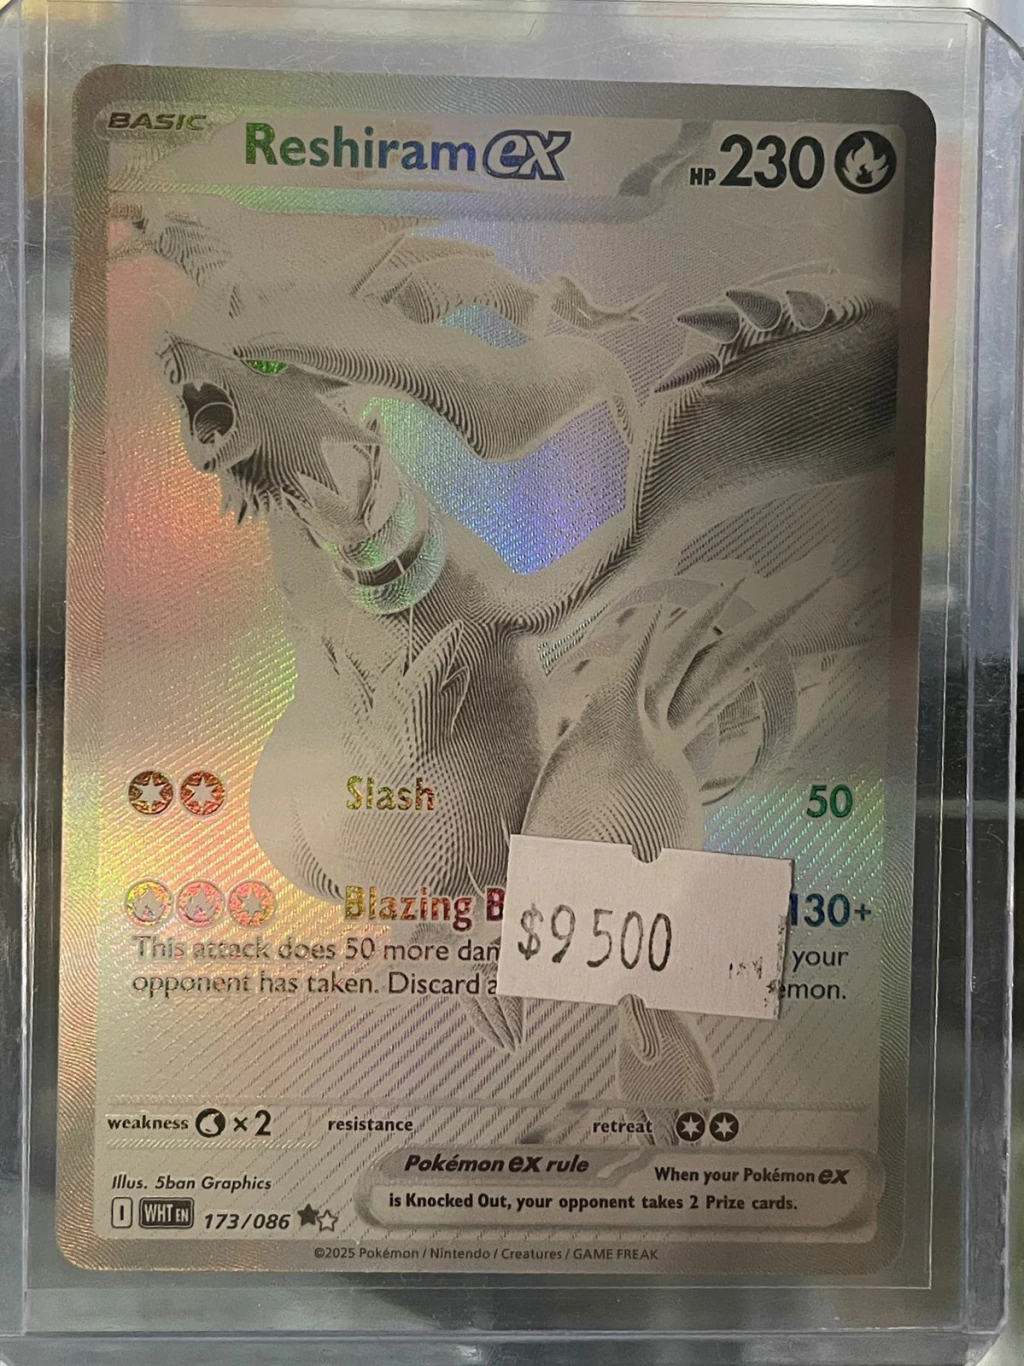 BASIC Reshiram ex HP 230
Slash 50
Blazing B 130+
This attack does 50 more dam your
opponent has taken. Discard a émon.
$9500
weakness ×2 resistance retreat
Pokémon ex rule When your Pokémon ex
is Knocked Out, your opponent takes 2 Prize cards.
Illus. 5ban Graphics
I WHT EN 173/086
©2025 Pokémon / Nintendo / Creatures / GAME FREAK